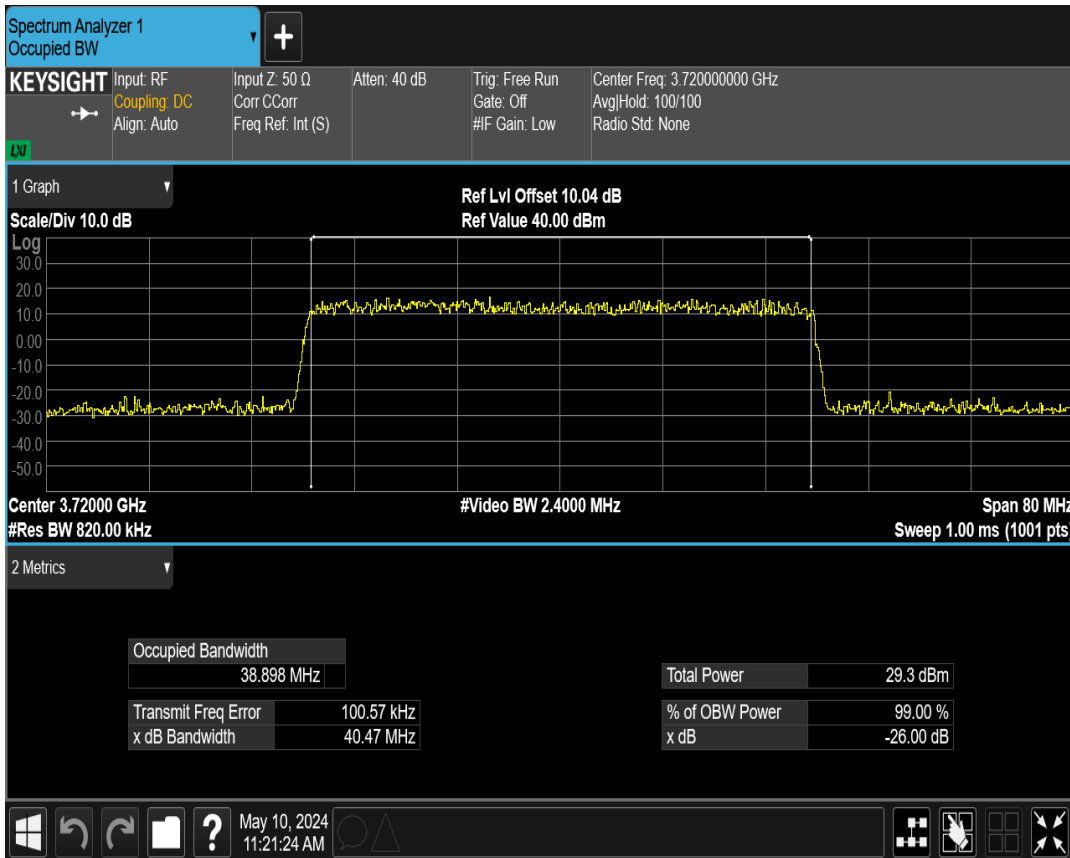 Spectrum Analyzer 1
Occupied BW
+
KEYSIGHT
LXI
Input: RF
Coupling: DC
Align: Auto
Input Z: 50 Ω
Corr CCorr
Freq Ref: Int (S)
Atten: 40 dB
Trig: Free Run
Gate: Off
#IF Gain: Low
Center Freq: 3.720000000 GHz
Avg|Hold: 100/100
Radio Std: None
1 Graph
Ref Lvl Offset 10.04 dB
Scale/Div 10.0 dB
Ref Value 40.00 dBm
Log
30.0
20.0
10.0
0.00
-10.0
-20.0
-30.0
-40.0
-50.0
Center 3.72000 GHz
#Video BW 2.4000 MHz
Span 80 MHz
#Res BW 820.00 kHz
Sweep 1.00 ms (1001 pts)
2 Metrics
Occupied Bandwidth
38.898 MHz
Total Power 29.3 dBm
Transmit Freq Error 100.57 kHz
% of OBW Power 99.00 %
x dB Bandwidth 40.47 MHz
x dB -26.00 dB
?
May 10, 2024
11:21:24 AM